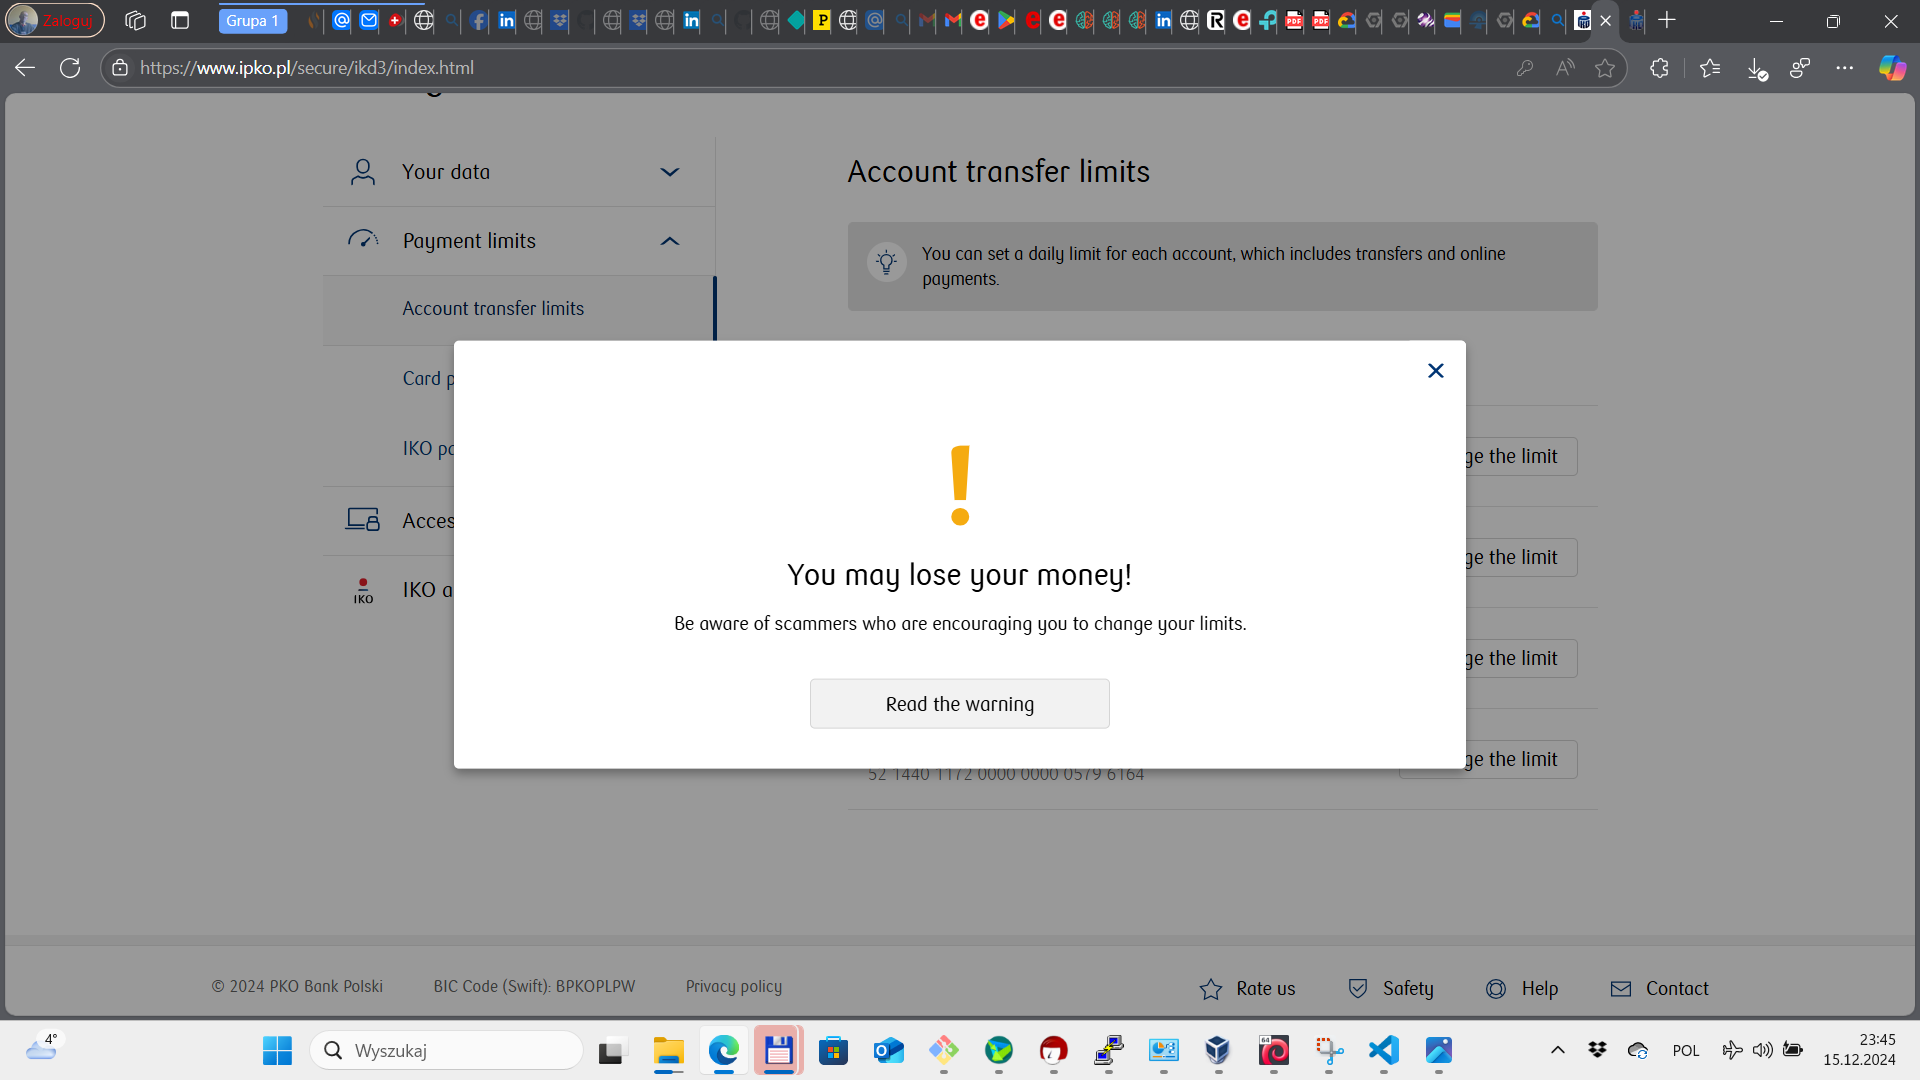 Zaloguj
Grupa 1
https://www.ipko.pl/secure/ikd3/index.html
Your data
Payment limits
Account transfer limits
Card p
IKO pa
Acces
IKO a
IKO
Account transfer limits
You can set a daily limit for each account, which includes transfers and online
payments.
ge the limit
ge the limit
ge the limit
ge the limit
52 1440 1172 0000 0000 0579 6164
!
You may lose your money!
Be aware of scammers who are encouraging you to change your limits.
Read the warning
© 2024 PKO Bank Polski
BIC Code (Swift): BPKOPLPW
Privacy policy
Rate us
Safety
Help
Contact
4°
Wyszukaj
64
POL
23:45
15.12.2024